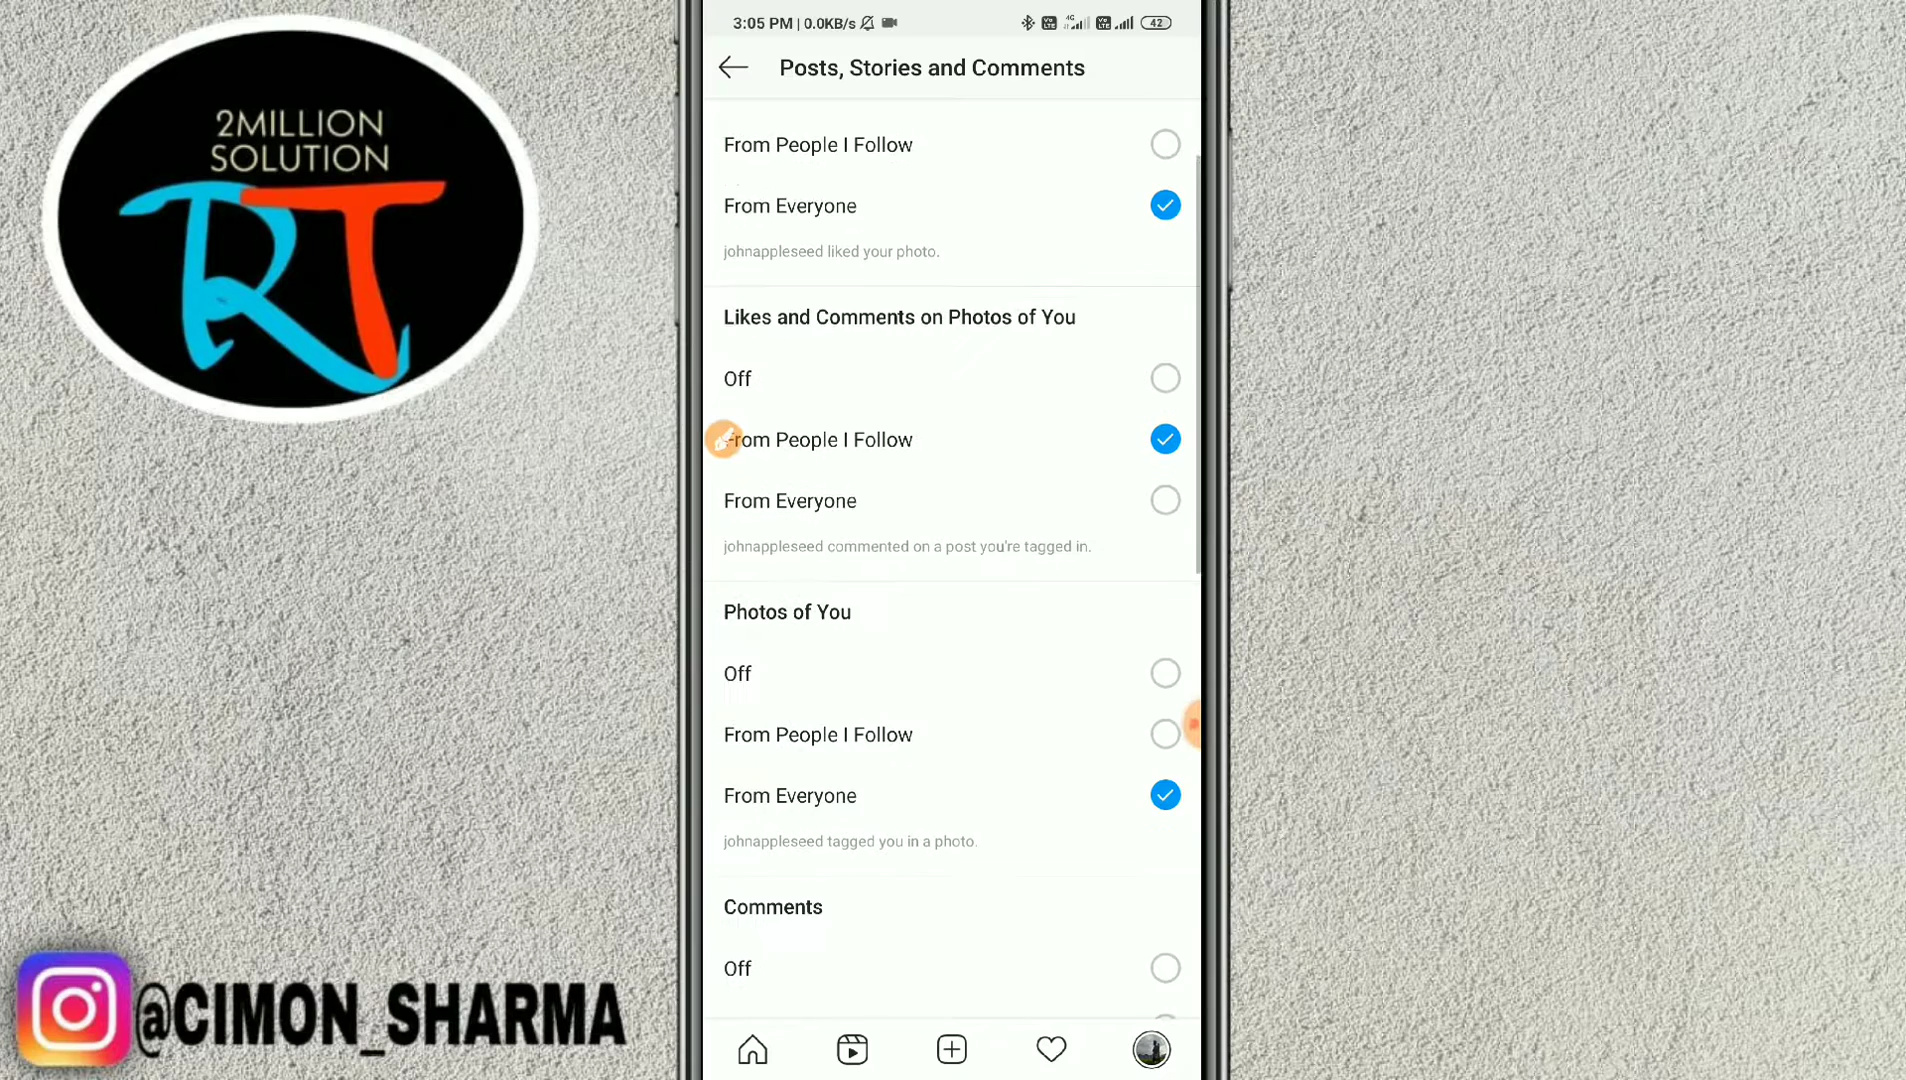 2MILLION
SOLUTION
RT
@CIMON_SHARMA
3:05 PM | 0.0KB/s
4G
42
Posts, Stories and Comments
From People I Follow
From Everyone
johnappleseed liked your photo.
Likes and Comments on Photos of You
Off
From People I Follow
From Everyone
johnappleseed commented on a post you're tagged in.
Photos of You
Off
From People I Follow
From Everyone
johnappleseed tagged you in a photo.
Comments
Off